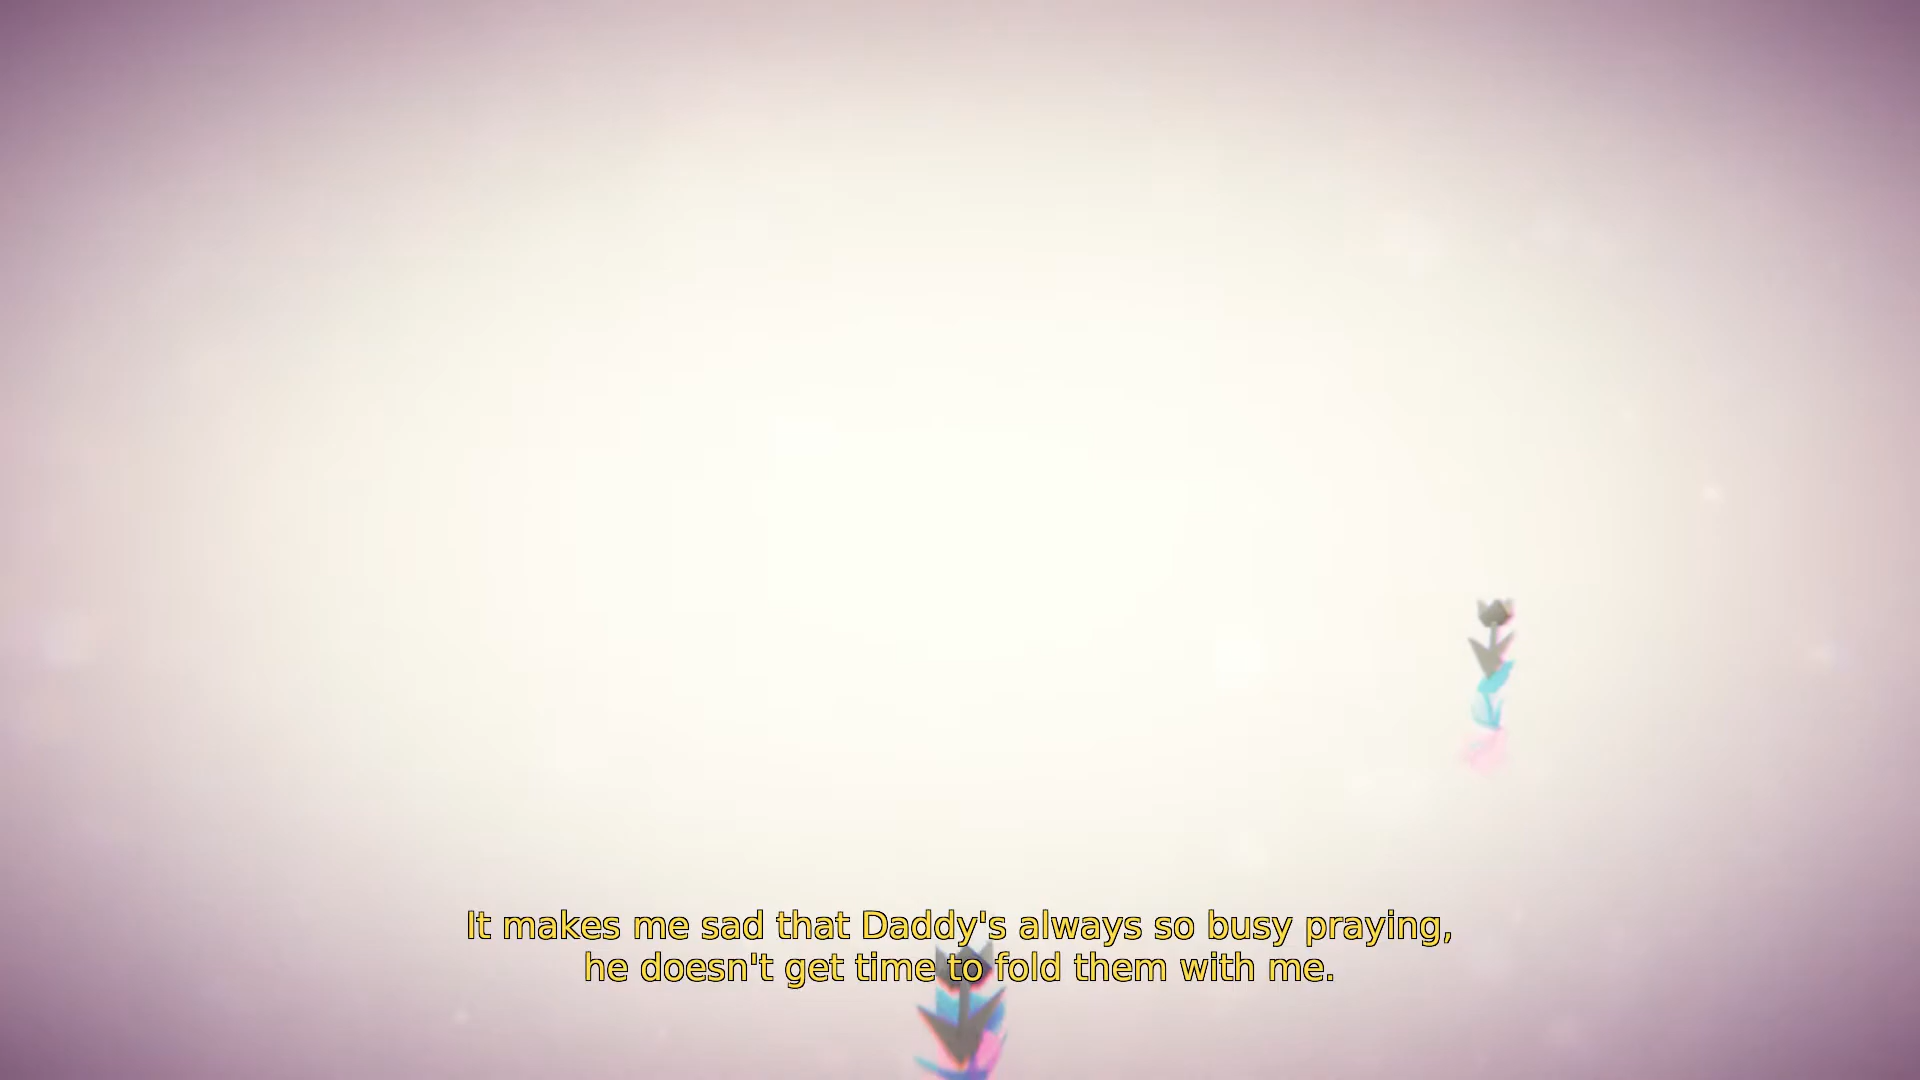 It makes me sad that Daddy's always so busy praying,
he doesn't get time to fold them with me.